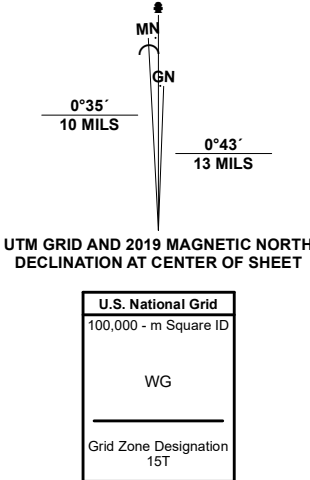 MN
GN
0°35´
10 MILS
0°43´
13 MILS
UTM GRID AND 2019 MAGNETIC NORTH
DECLINATION AT CENTER OF SHEET
U.S. National Grid
100,000 - m Square ID
WG
Grid Zone Designation
15T